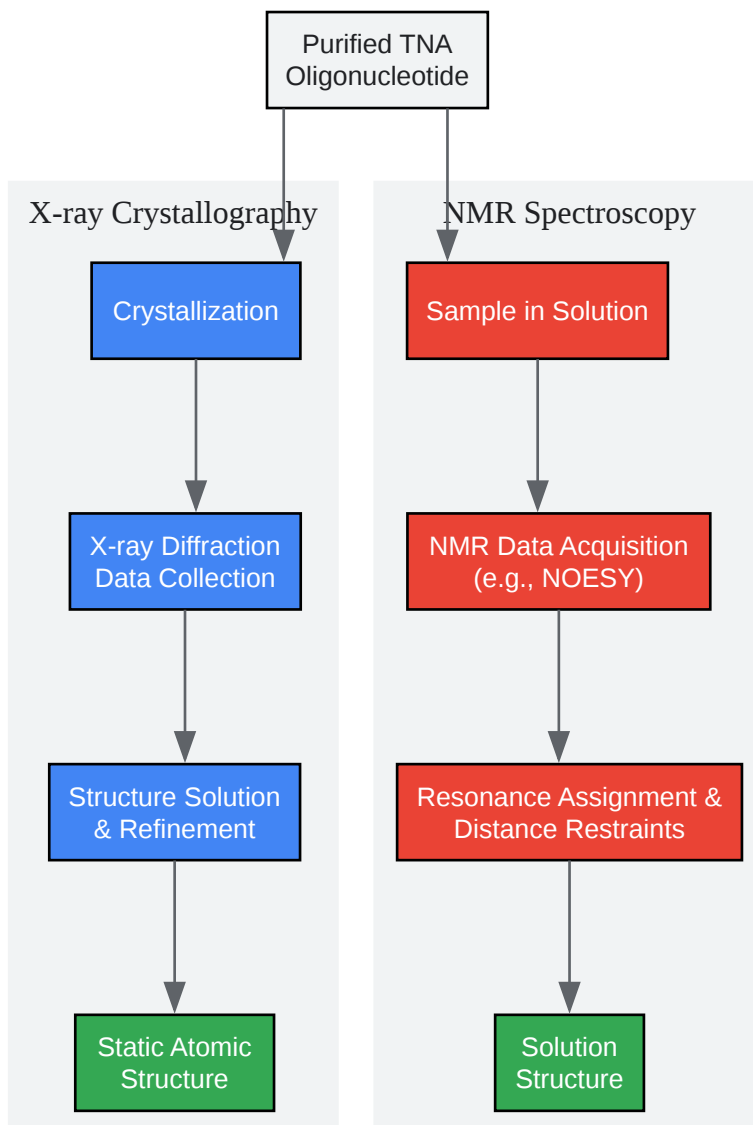 Purified TNA
Oligonucleotide
X-ray Crystallography
Crystallization
X-ray Diffraction
Data Collection
Structure Solution
& Refinement
Static Atomic
Structure
NMR Spectroscopy
Sample in Solution
NMR Data Acquisition
(e.g., NOESY)
Resonance Assignment &
Distance Restraints
Solution
Structure